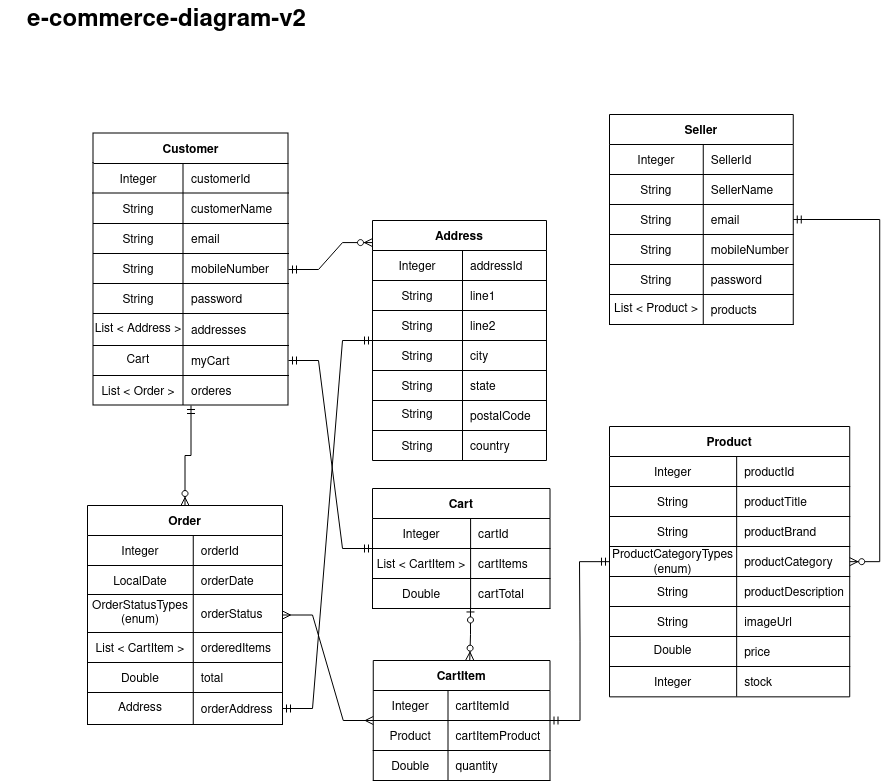 e-commerce-diagram-v2
Customer
Integer customerId
String customerName
String email
String mobileNumber
String password
List < Address > addresses
Cart myCart
List < Order > orderes
Address
Integer addressId
String line1
String line2
String city
String state
String postalCode
String country
Seller
Integer SellerId
String SellerName
String email
String mobileNumber
String password
List < Product > products
Order
Integer orderId
LocalDate orderDate
OrderStatusTypes
(enum) orderStatus
List < CartItem > orderedItems
Double total
Address orderAddress
Cart
Integer cartId
List < CartItem > cartItems
Double cartTotal
CartItem
Integer cartItemId
Product cartItemProduct
Double quantity
Product
Integer productId
String productTitle
String productBrand
ProductCategoryTypes
(enum) productCategory
String productDescription
String imageUrl
Double price
Integer stock